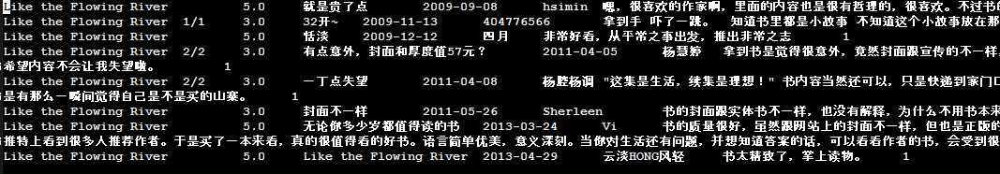 Like the Flowing River 5.0 就是贵了点 2009-09-08 hsimin 嗯，很喜欢的作家啊，里面的内容也是很有哲理的，很喜欢。不过书的
Like the Flowing River 1/1 3.0 32开~ 2009-11-13 404776566 拿到手 吓了一跳。 知道书里都是小故事 不知道这个小故事放在那
Like the Flowing River 5.0 恬淡 2009-12-12 四月 非常好看，从平常之事出发，推出非常之志 1
Like the Flowing River 2/2 3.0 有点意外，封面和厚度值57元？ 2011-04-05 杨慧婷 拿到书是觉得很意外，竟然封面跟宣传的不一样，
希望内容不会让我失望啦。 1
Like the Flowing River 2/2 3.0 一丁点失望 2011-04-08 杨腔杨调 "这集是生活，续集是理想！" 书内容当然还可以，只是快递到家门口
是有那么一瞬间觉得自己是不是买的山寨。 1
Like the Flowing River 3.0 封面不一样 2011-05-26 Sherleen 书的封面跟实体书不一样，也没有解释，为什么不用书本来
Like the Flowing River 5.0 无论你多少岁都值得读的书 2013-03-24 Vi 书的质量很好，虽然跟网站上的封面不一样，但也是正版的
推特上看到很多人推荐作者。于是买了一本来看，真的很值得看的好书。语言简单优美，意义深刻。当你对生活还有问题，并想知道答案的话，可以看看作者的书，会受到很
Like the Flowing River 5.0 Like the Flowing River 2013-04-29 云淡HONG风轻 书太精致了，掌上读物。 1